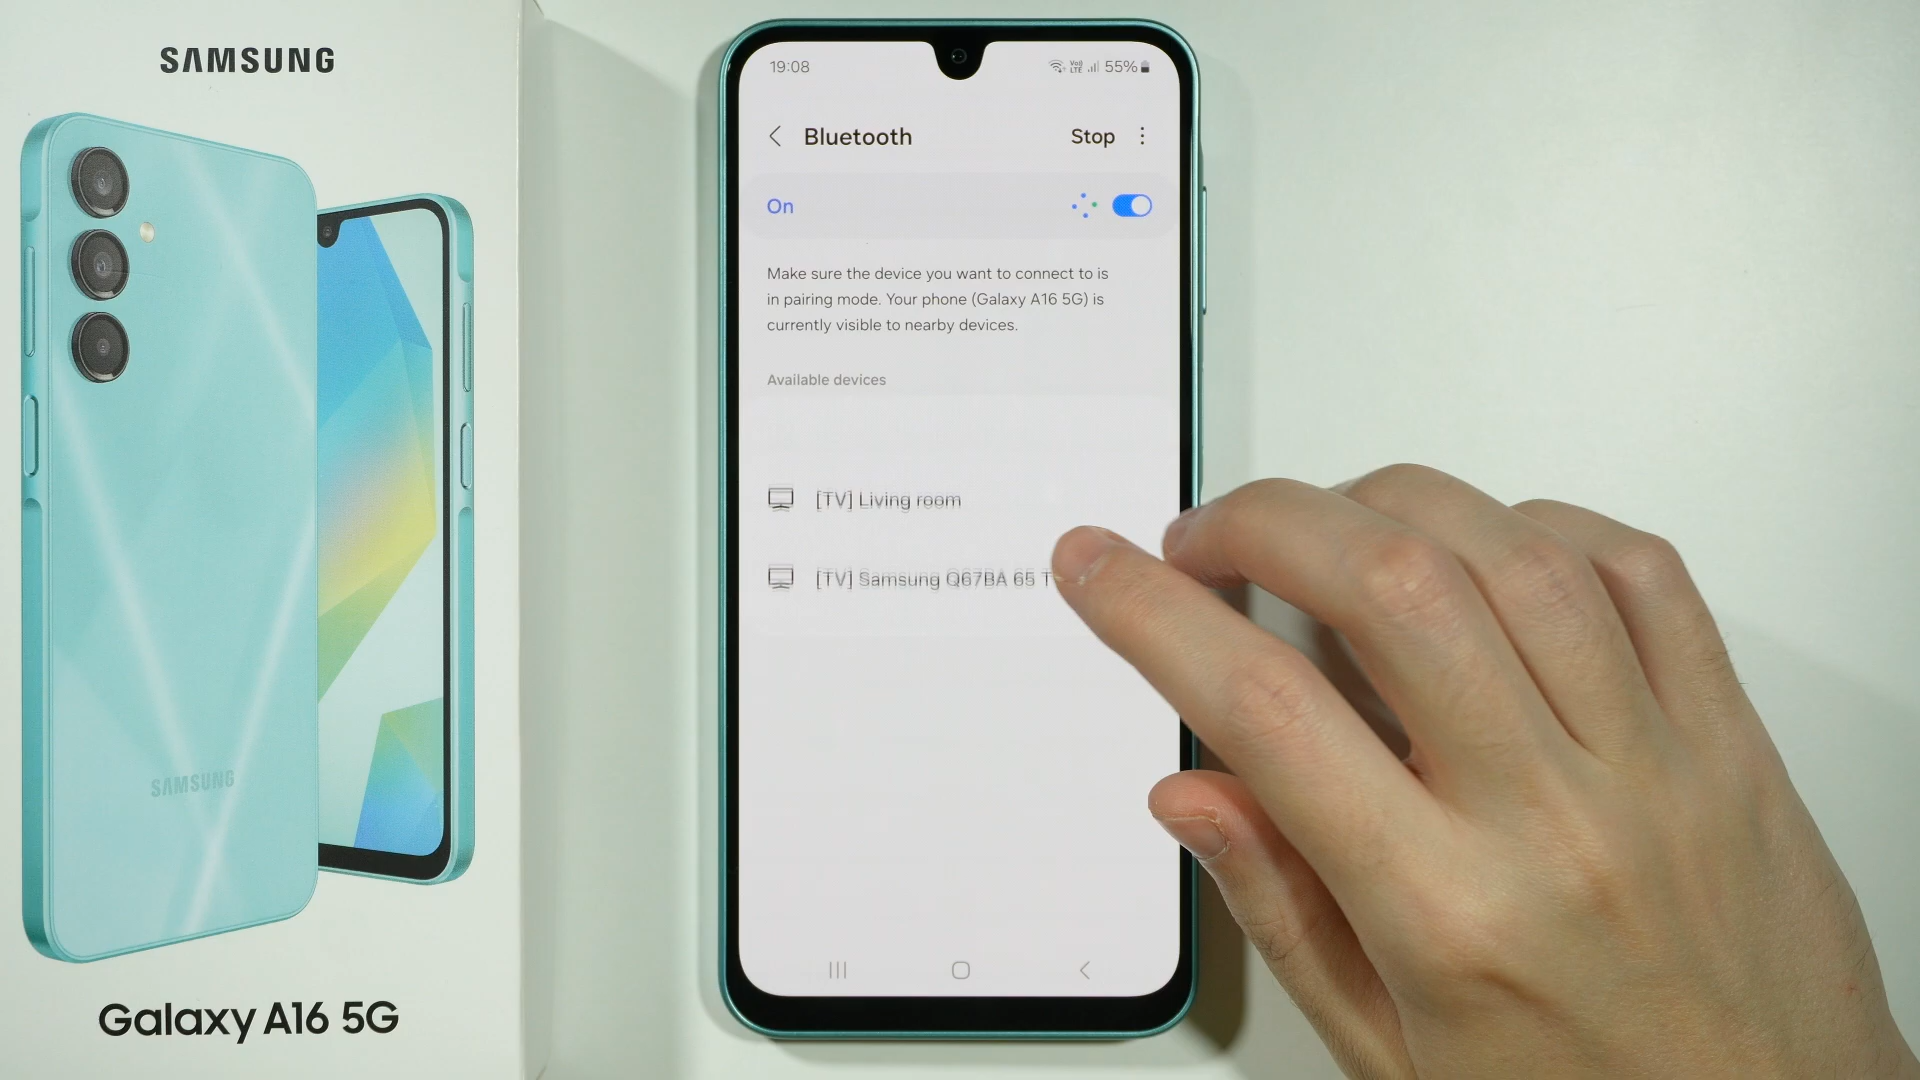 SAMSUNG
SAMSUNG
Galaxy A16 5G
19:08
55%
Bluetooth
Stop
On
Make sure the device you want to connect to is
in pairing mode. Your phone (Galaxy A16 5G) is
currently visible to nearby devices.
Available devices
[TV] Living room
[TV] Samsung Q67BA 65 T